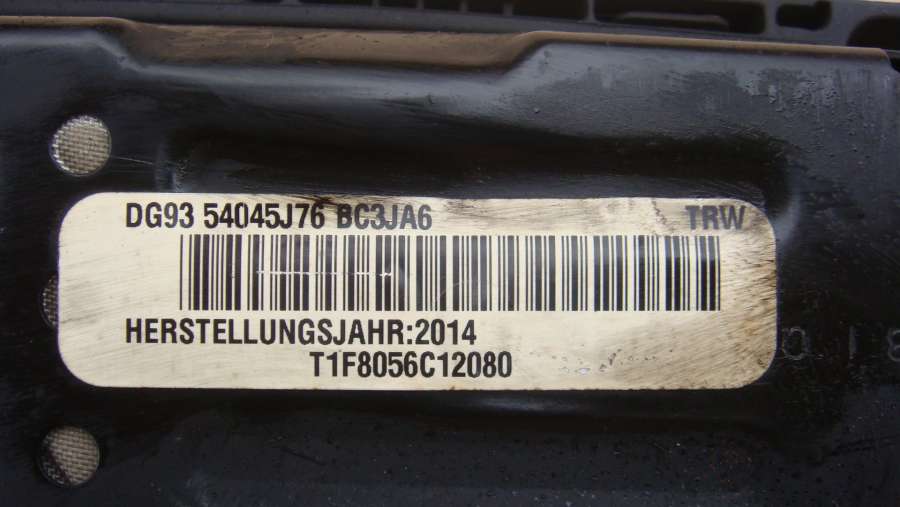 DG93 54045J76 BC3JA6 TRW
HERSTELLUNGSJAHR:2014
T1F8056C12080